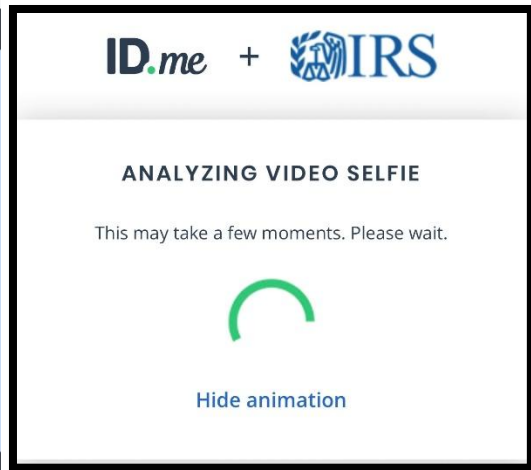 ID.me + IRS
ANALYZING VIDEO SELFIE
This may take a few moments. Please wait.
Hide animation